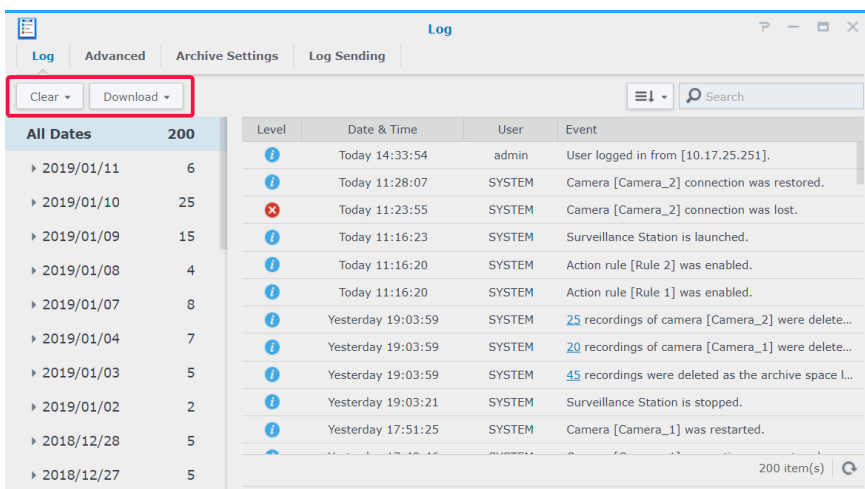 Log
Log Advanced Archive Settings Log Sending
Clear Download Search
All Dates 200
2019/01/11 6
2019/01/10 25
2019/01/09 15
2019/01/08 4
2019/01/07 8
2019/01/04 7
2019/01/03 5
2019/01/02 2
2018/12/28 5
2018/12/27 5
Level Date & Time User Event
Today 14:33:54 admin User logged in from [10.17.25.251].
Today 11:28:07 SYSTEM Camera [Camera_2] connection was restored.
Today 11:23:55 SYSTEM Camera [Camera_2] connection was lost.
Today 11:16:23 SYSTEM Surveillance Station is launched.
Today 11:16:20 SYSTEM Action rule [Rule 2] was enabled.
Today 11:16:20 SYSTEM Action rule [Rule 1] was enabled.
Yesterday 19:03:59 SYSTEM 25 recordings of camera [Camera_2] were delete...
Yesterday 19:03:59 SYSTEM 20 recordings of camera [Camera_1] were delete...
Yesterday 19:03:59 SYSTEM 45 recordings were deleted as the archive space l...
Yesterday 19:03:21 SYSTEM Surveillance Station is stopped.
Yesterday 17:51:25 SYSTEM Camera [Camera_1] was restarted.
200 item(s)